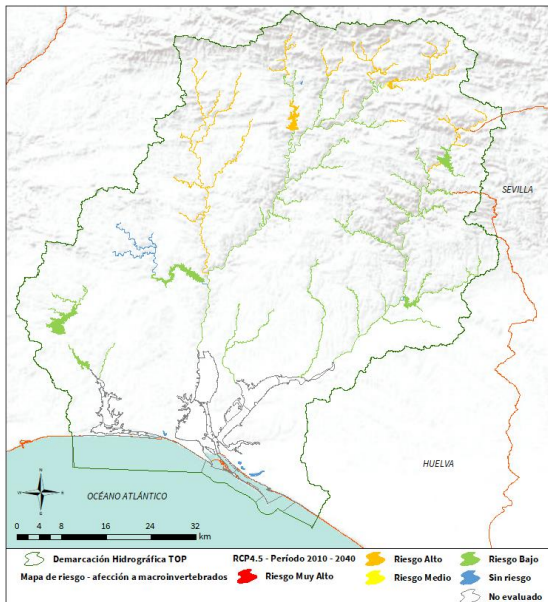 SEVILLA
HUELVA
OCÉANO ATLÁNTICO
N
W E
S
0 4 8 16 24 32
km
Demarcación Hidrográfica TOP RCP4.5 - Período 2010 - 2040 Riesgo Alto Riesgo Bajo
Mapa de riesgo - afección a macroinvertebrados Riesgo Muy Alto Riesgo Medio Sin riesgo
No evaluado